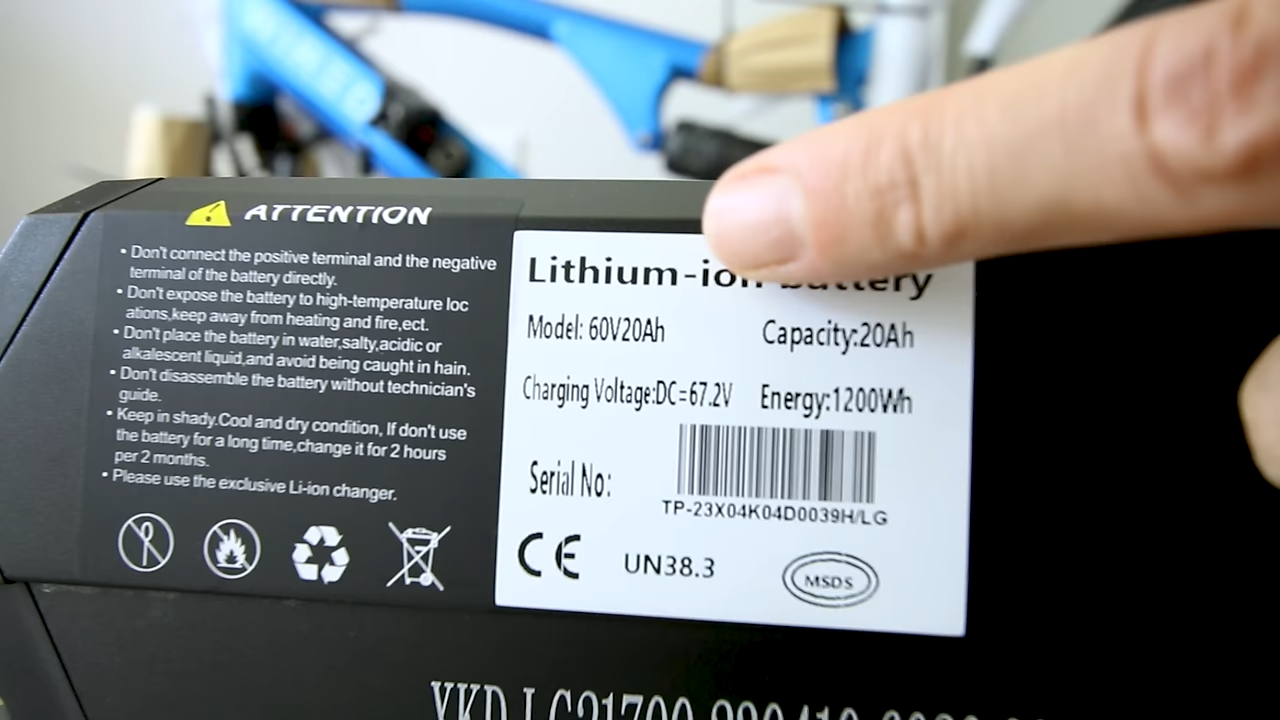 WIRED
ATTENTION
• Don't connect the positive terminal and the negative
terminal of the battery directly.
• Don't expose the battery to high-temperature loc
ations,keep away from heating and fire,ect.
• Don't place the battery in water,salty,acidic or
alkalescent liquid,and avoid being caught in hain.
• Don't disassemble the battery without technician's
guide.
• Keep in shady.Cool and dry condition, If don't use
the battery for a long time,change it for 2 hours
per 2 months.
• Please use the exclusive Li-ion changer.
Lithium-ion battery
Model: 60V20Ah
Capacity:20Ah
Charging Voltage:DC=67.2V
Energy:1200Wh
Serial No:
TP-23X04K04D0039H/LG
CE
UN38.3
MSDS
YKD LG21700